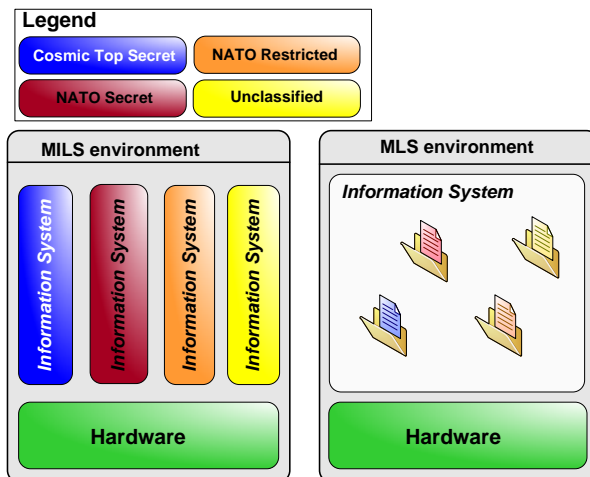 Legend
Cosmic Top Secret
NATO Restricted
NATO Secret
Unclassified
MILS environment
Information System
Information System
Information System
Information System
Hardware
MLS environment
Information System
Hardware